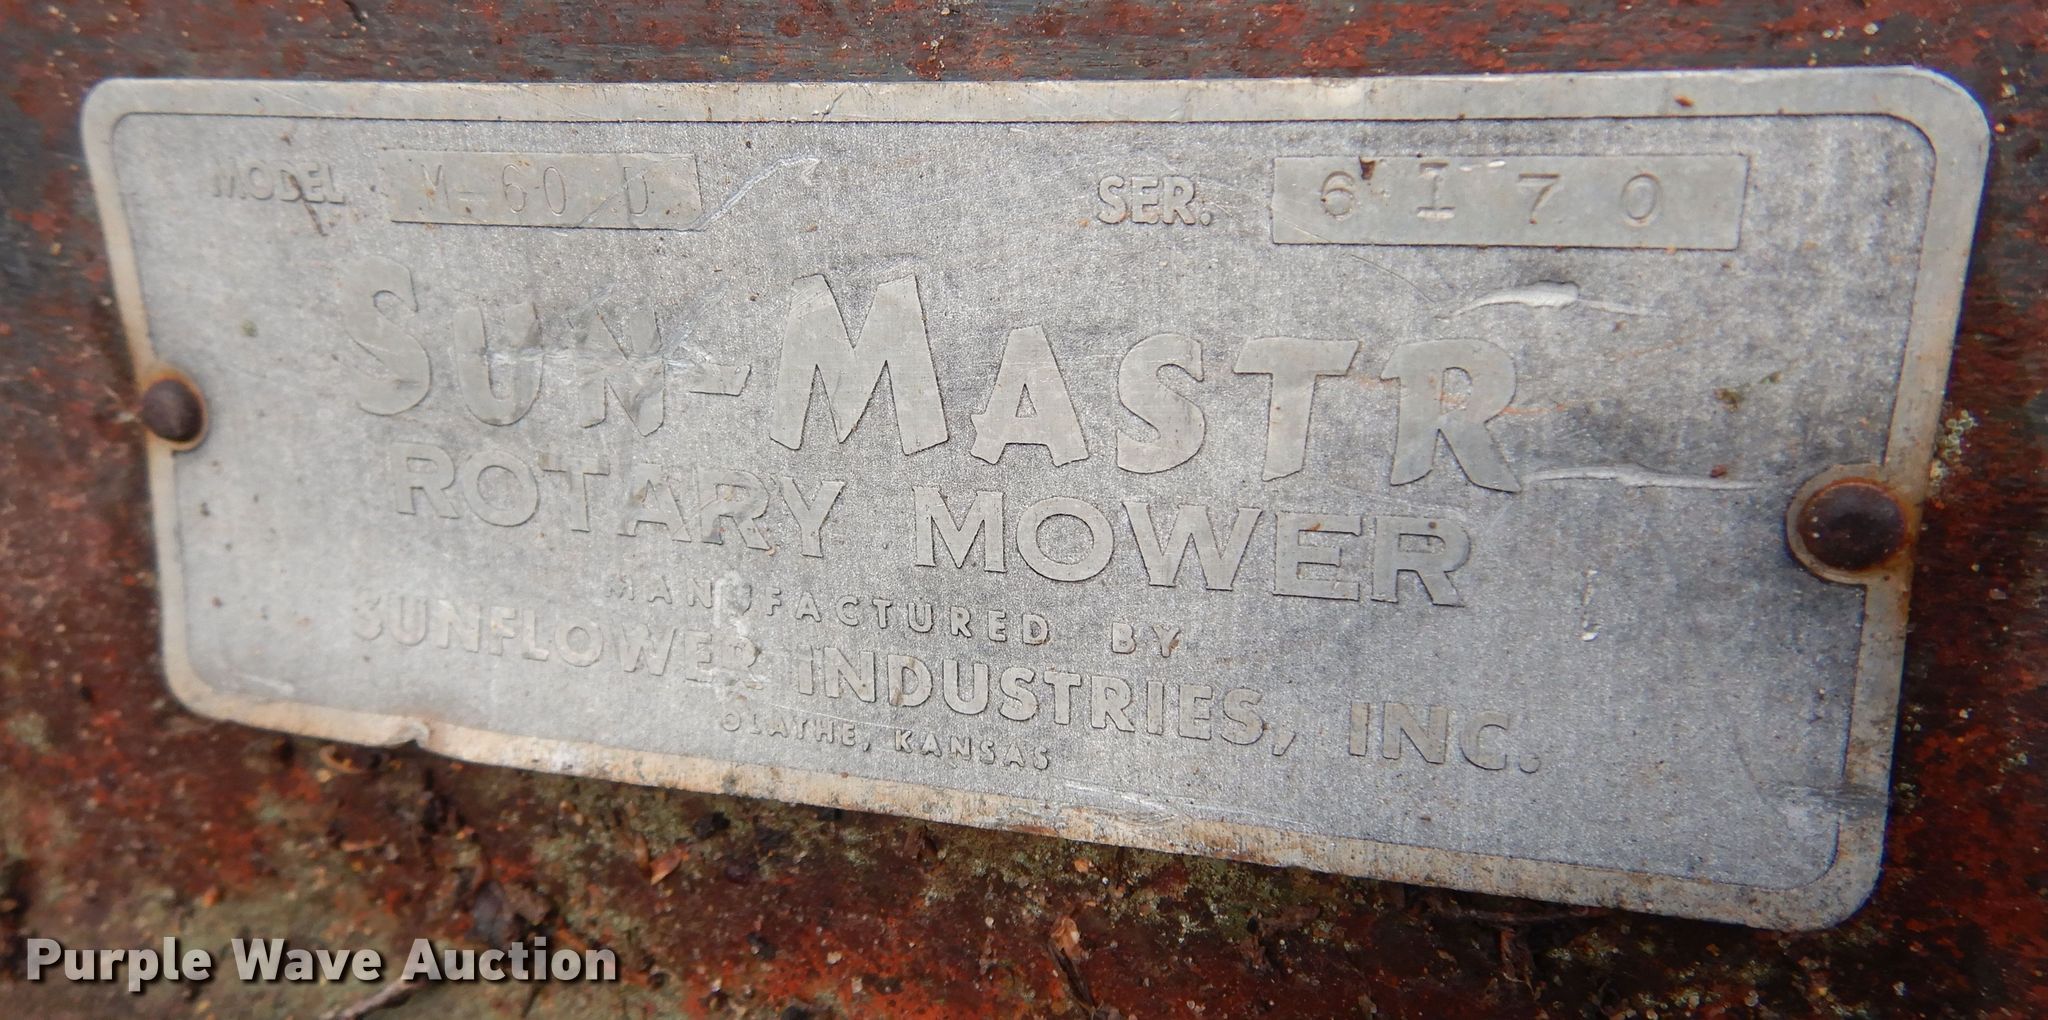 MODEL M-60 D SER. 6170
SUN-MASTR
ROTARY MOWER
MANUFACTURED BY
SUNFLOWER INDUSTRIES, INC.
OLATHE, KANSAS
Purple Wave Auction